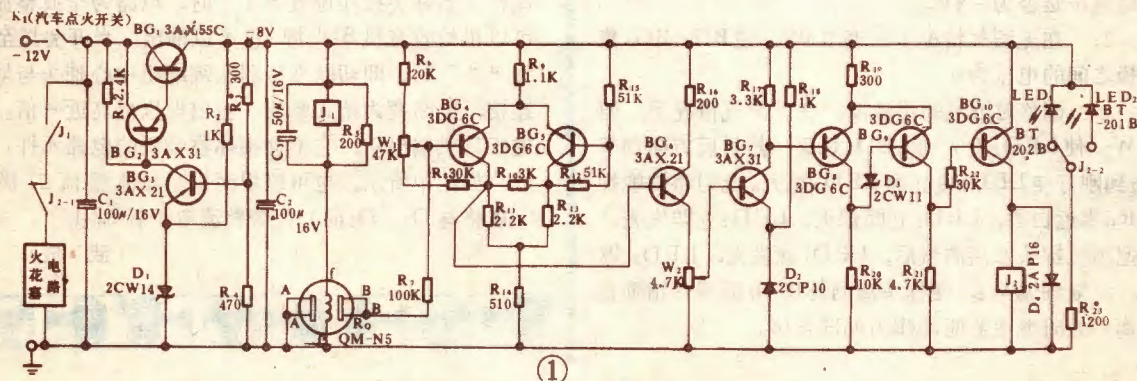 K₁(汽车点火开关)
-12V
BG₁ 3AX55C
-8V
R₁ 2.4K
BG₂ 3AX31
R₂ 1K
R₃* 300
BG₃ 3AX21
J₁
J₂₋₁
C₁ 100μ/16V
火花塞
电路
D₁ 2CW14
R₄ 470
C₂ 100μ 16V
50μ/16V
J₁
R₅ 200
W₁ 47K
R₆ 20K
R₇ 100K
A
A
f
f
B
B
R₀
QM-N5
BG₄ 3DG6C
R₈ 30K
R₉ 1.1K
R₁₀ 3K
BG₅ 3DG6C
R₁₁ 2.2K
R₁₂ 51K
R₁₃ 2.2K
R₁₄ 510
R₁₅ 51K
BG₆ 3AX21
R₁₆ 200
W₂ 4.7K
R₁₇ 3.3K
R₁₈ 1K
BG₇ 3AX31
D₂ 2CP10
R₁₉ 300
BG₈ 3DG6C
R₂₀ 10K
D₃ 2CW11
BG₉ 3DG6C
R₂₁ 4.7K
R₂₂ 30K
BG₁₀ 3DG6C
J₂
D₄ 2AP16
LED₁ BT 202B
LED₂ BT -201B
J₂₋₂
R₂₃* 1200
①